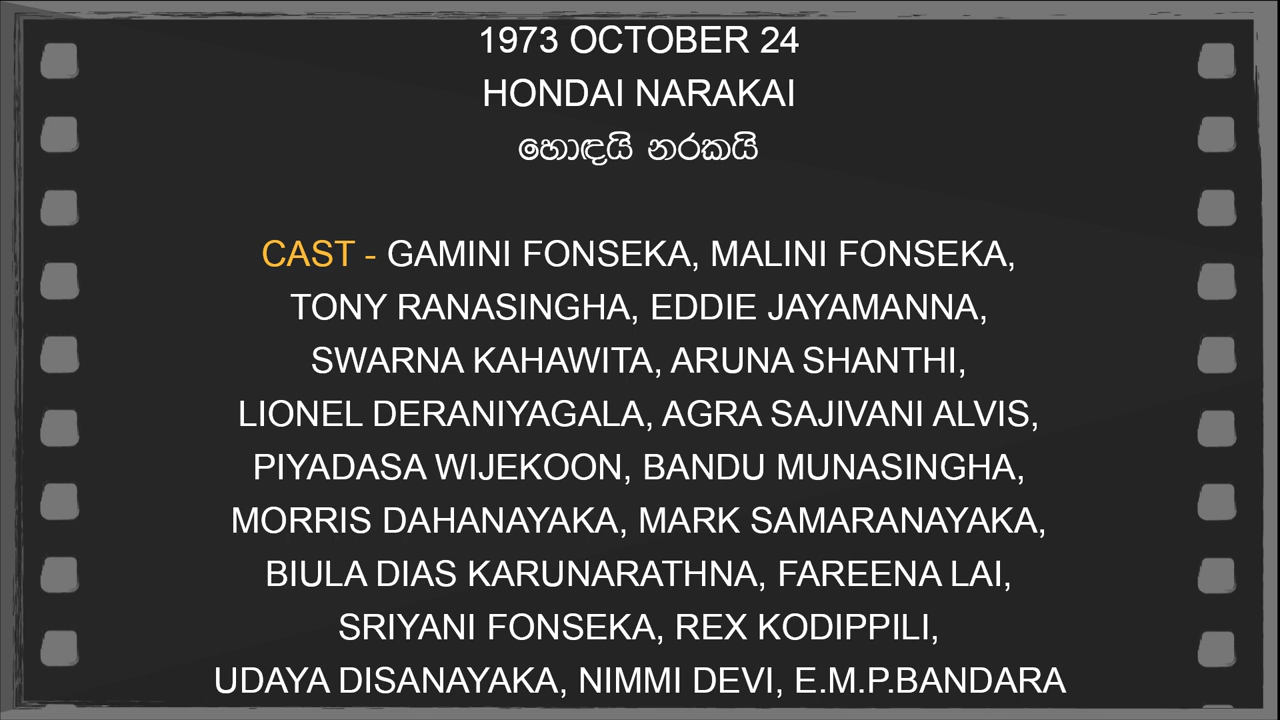 1973 OCTOBER 24
HONDAI NARAKAI
හොඳයි නරකයි
CAST - GAMINI FONSEKA, MALINI FONSEKA,
TONY RANASINGHA, EDDIE JAYAMANNA,
SWARNA KAHAWITA, ARUNA SHANTHI,
LIONEL DERANIYAGALA, AGRA SAJIVANI ALVIS,
PIYADASA WIJEKOON, BANDU MUNASINGHA,
MORRIS DAHANAYAKA, MARK SAMARANAYAKA,
BIULA DIAS KARUNARATHNA, FAREENA LAI,
SRIYANI FONSEKA, REX KODIPPILI,
UDAYA DISANAYAKA, NIMMI DEVI, E.M.P.BANDARA